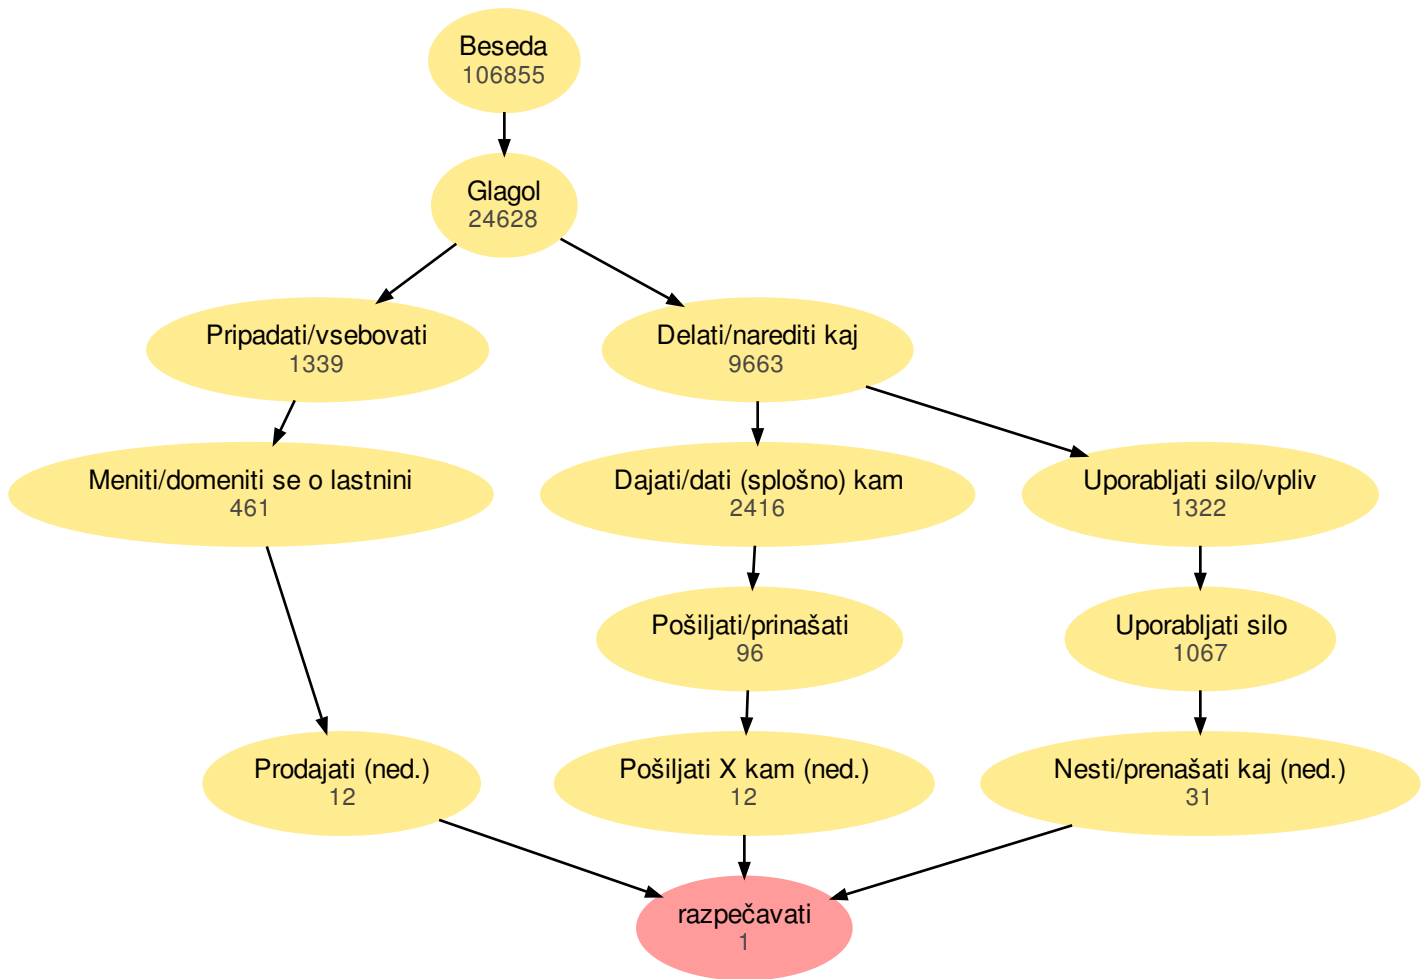 Beseda
106855
Glagol
24628
Pripadati/vsebovati
1339
Delati/narediti kaj
9663
Meniti/domeniti se o lastnini
461
Dajati/dati (splošno) kam
2416
Uporabljati silo/vpliv
1322
Pošiljati/prinašati
96
Uporabljati silo
1067
Prodajati (ned.)
12
Pošiljati X kam (ned.)
12
Nesti/prenašati kaj (ned.)
31
razpečavati
1